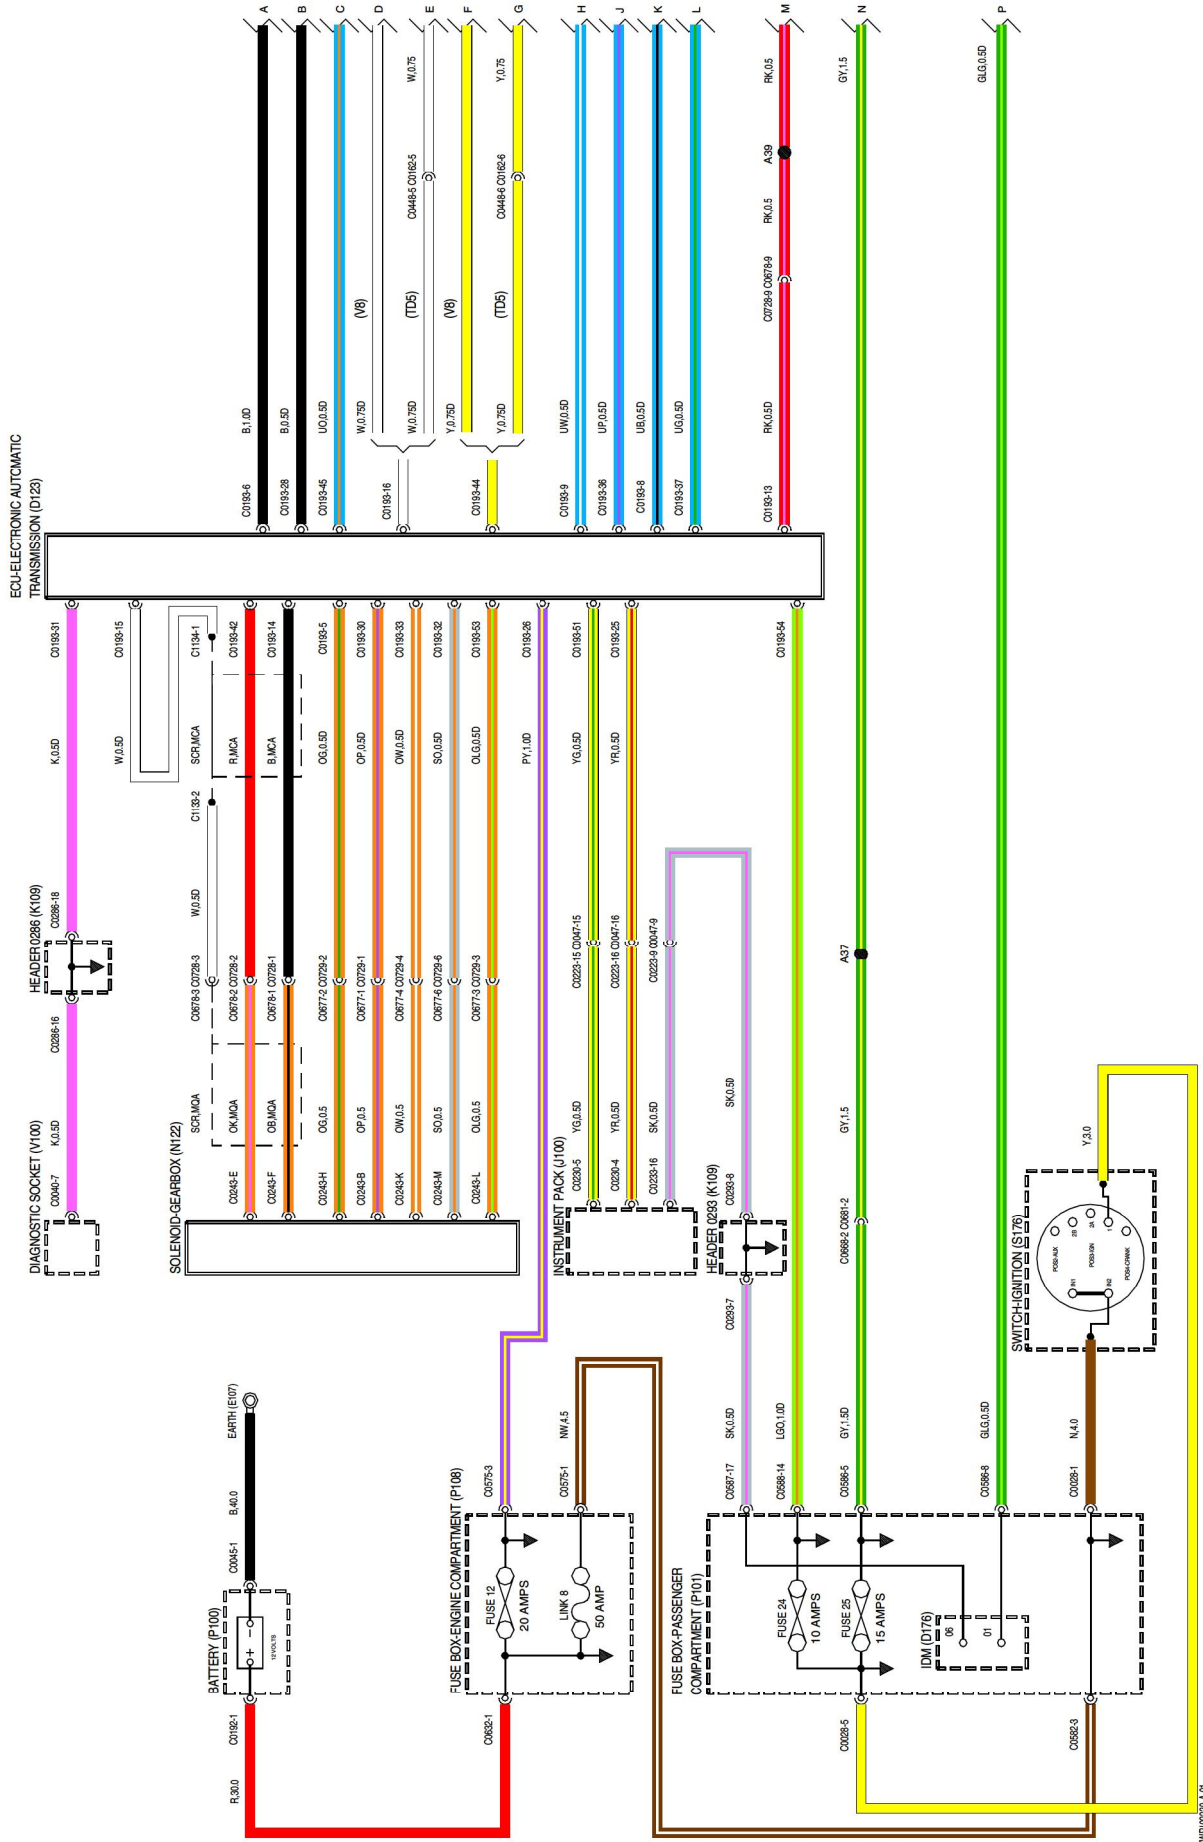 ECU-ELECTRONIC AUTOMATIC
TRANSMISSION (D123)
DIAGNOSTIC SOCKET (V100)
HEADER 0286 (K109)
C0040-7
K,0.5D
C0286-16
C0286-18
K,0.5D
C0193-31
W,0.5D
C0193-15
SOLENOID-GEARBOX (N122)
SCR,MQA
C0678-3 C0728-3
W,0.5D
C1133-2
SCR,MCA
C1134-1
BATTERY (P100)
12 VOLTS
R,30.0
C0192-1
C0045-1
B,40.0
EARTH (E107)
C0243-E
OK,MQA
C0678-2 C0728-2
R,MCA
C0193-42
C0243-F
OB,MQA
C0678-1 C0728-1
B,MCA
C0193-14
C0243-H
OG,0.5
C0677-2 C0729-2
OG,0.5D
C0193-5
C0243-B
OP,0.5
C0677-1 C0729-1
OP,0.5D
C0193-30
C0243-K
OW,0.5
C0677-4 C0729-4
OW,0.5D
C0193-33
C0243-M
SO,0.5
C0677-6 C0729-6
SO,0.5D
C0193-32
C0243-L
OLG,0.5
C0677-3 C0729-3
OLG,0.5D
C0193-53
C0193-6
B,1.0D
A
C0193-28
B,0.5D
B
C0193-45
UO,0.5D
C
C0193-16
W,0.75D
(V8)
D
W,0.75D
(TD5)
C0448-5 C0162-5
W,0.75
E
C0193-44
Y,0.75D
(V8)
F
Y,0.75D
(TD5)
C0448-6 C0162-6
Y,0.75
G
FUSE BOX-ENGINE COMPARTMENT (P108)
C0632-1
FUSE 12
20 AMPS
C0575-3
PY,1.0D
C0193-26
LINK 8
50 AMP
C0575-1
NW,4.5
INSTRUMENT PACK (J100)
C0230-5
YG,0.5D
C0223-15 C0047-15
YG,0.5D
C0193-51
C0230-4
YR,0.5D
C0223-16 C0047-16
YR,0.5D
C0193-25
C0233-16
SK,0.5D
C0223-9 C0047-9
C0193-9
UW,0.5D
H
C0193-36
UP,0.5D
J
C0193-8
UB,0.5D
K
C0193-37
UG,0.5D
L
FUSE BOX-PASSENGER
COMPARTMENT (P101)
HEADER 0293 (K109)
C0587-17
SK,0.5D
C0293-7
C0293-8
SK,0.5D
FUSE 24
10 AMPS
C0588-14
LGO,1.0D
C0193-54
C0193-13
RK,0.5D
C0728-9 C0678-9
RK,0.5
A39
RK,0.5
M
C0028-5
FUSE 25
15 AMPS
C0586-5
GY,1.5D
C0668-2 C0681-2
GY,1.5
A37
GY,1.5
N
IDM (D176)
06
01
C0586-8
GLG,0.5D
GLG,0.5D
P
SWITCH-IGNITION (S176)
POS2-AUX
2B
POS3-IGN
2A
POS4-CRANK
1
IN1
IN2
C0582-3
C0028-1
N,4.0
Y,3.0